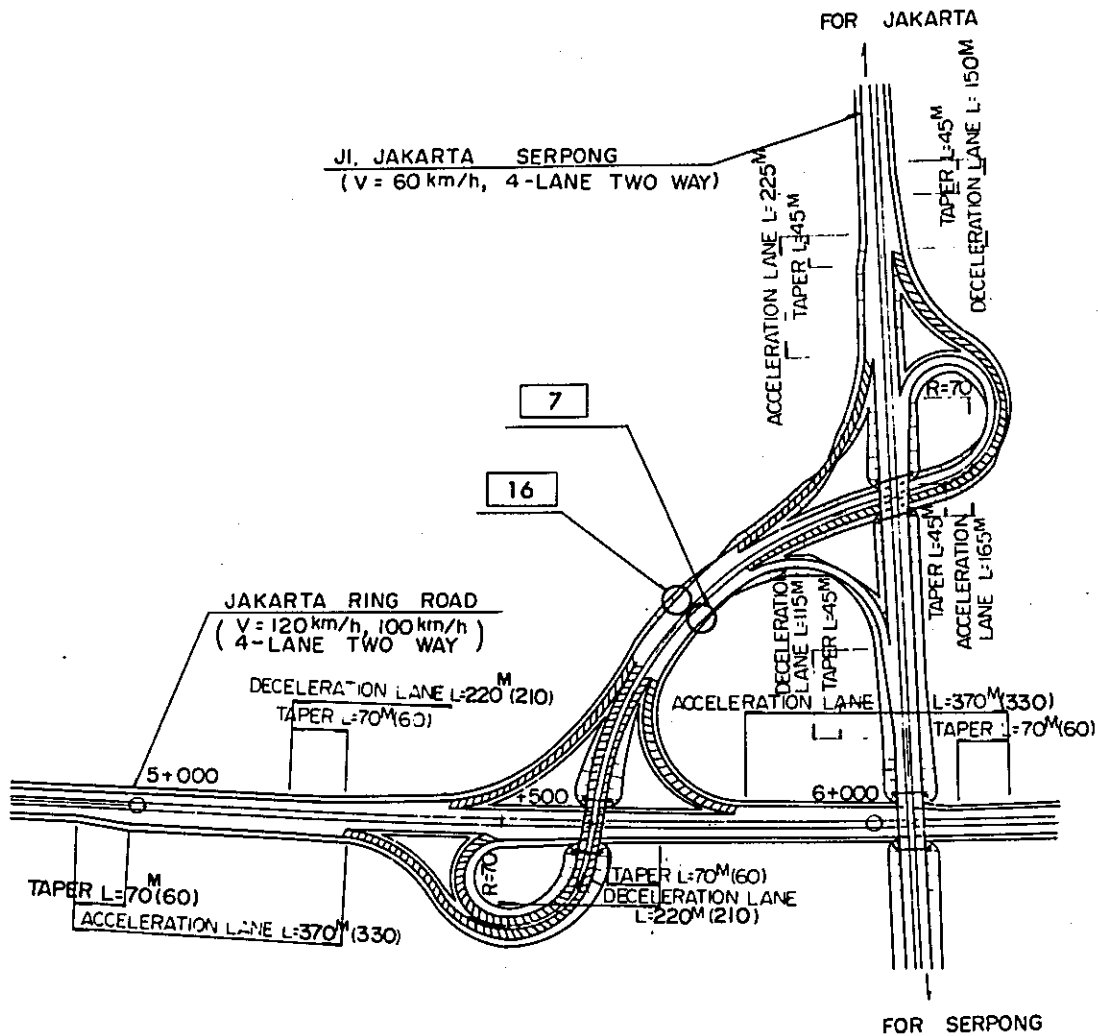 FOR JAKARTA
JI. JAKARTA SERPONG
(V = 60 km/h, 4-LANE TWO WAY)
ACCELERATION LANE L=225M
TAPER L=45M
TAPER L=45M
DECELERATION LANE L=150M
R=70
7
16
TAPER L=45M
ACCELERATION
LANE L=165M
DECELERATION
LANE L=115M
TAPER L=45M
JAKARTA RING ROAD
(V = 120 km/h, 100 km/h)
(4-LANE TWO WAY)
DECELERATION LANE L=220M(210)
TAPER L=70M(60)
ACCELERATION LANE L=370M(330)
TAPER L=70M(60)
5+000
+500
6+000
R=70
TAPER L=70M(60)
ACCELERATION LANE L=370M(330)
TAPER L=70M(60)
DECELERATION LANE
L=220M(210)
FOR SERPONG